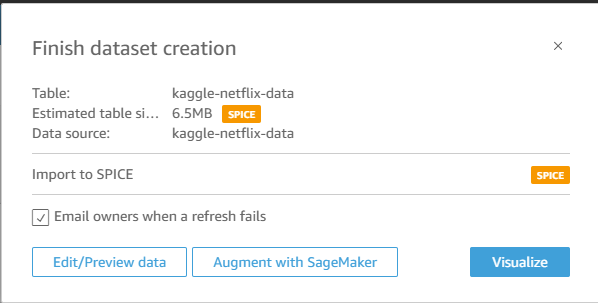 Finish dataset creation
Table: kaggle-netflix-data
Estimated table si... 6.5MB SPICE
Data source: kaggle-netflix-data
Import to SPICE SPICE
Email owners when a refresh fails
Edit/Preview data Augment with SageMaker Visualize